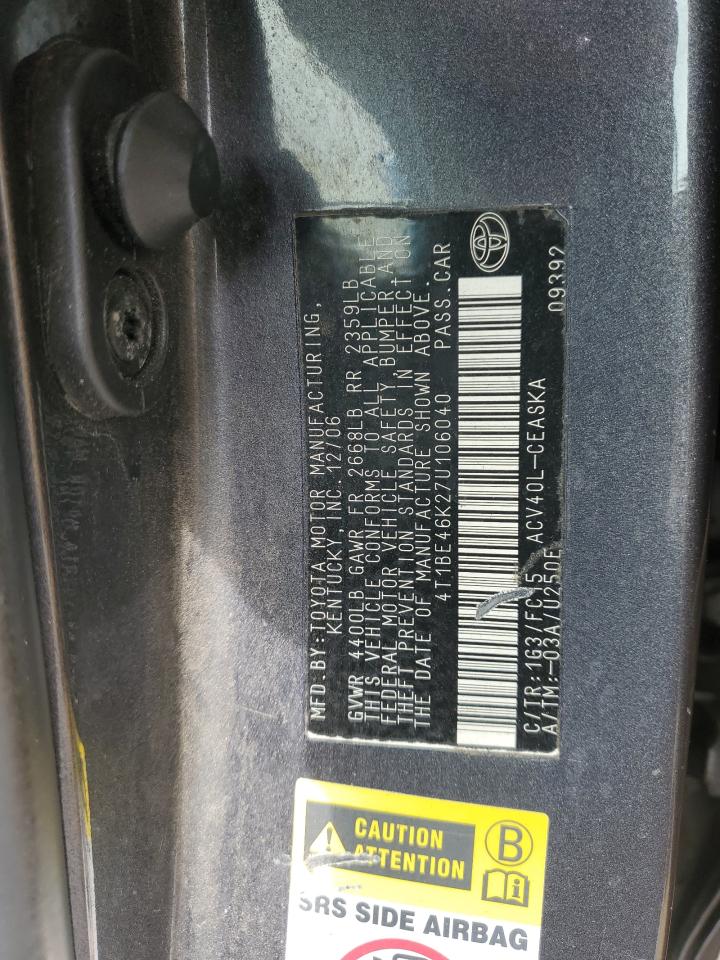 MFD.BY:TOYOTA MOTOR MANUFACTURING,
KENTUCKY, INC. 12/06
GVWR 4400LB GAWR FR 2668LB RR 2359LB
THIS VEHICLE CONFORMS TO ALL APPLICABLE
FEDERAL MOTOR VEHICLE SAFETY,BUMPER,AND
THEFT PREVENTION STANDARDS IN EFFECT ON
THE DATE OF MANUFACTURE SHOWN ABOVE.
4T1BE46K27U106040 PASS.CAR
C/TR:1G3/FC15 ACV40L-CEASKA
A/TM:-03A/U250E 09392
CAUTION
ATTENTION
B
SRS SIDE AIRBAG